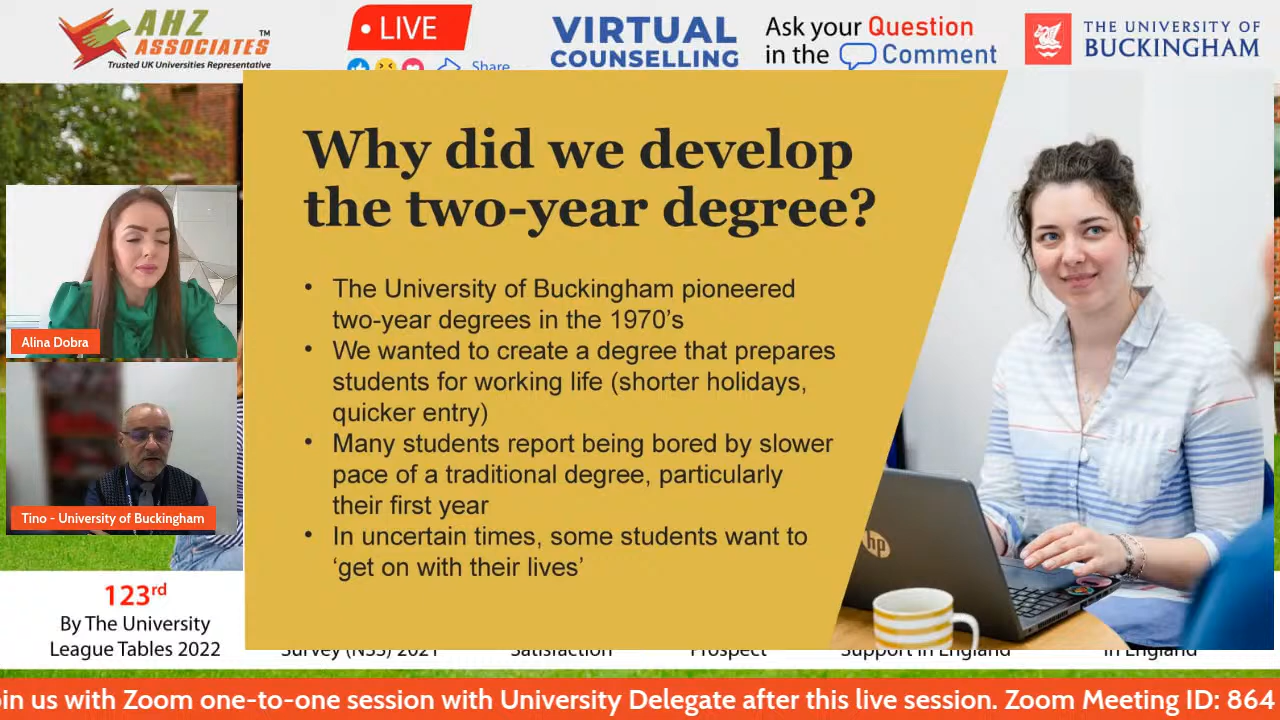 AHZ
ASSOCIATES
TM
Trusted UK Universities Representative
• LIVE
Share
VIRTUAL
COUNSELLING
Ask your Question
in the Comment
THE UNIVERSITY OF
BUCKINGHAM
Why did we develop
the two-year degree?
• The University of Buckingham pioneered
two-year degrees in the 1970's
• We wanted to create a degree that prepares
students for working life (shorter holidays,
quicker entry)
• Many students report being bored by slower
pace of a traditional degree, particularly
their first year
• In uncertain times, some students want to
‘get on with their lives’
Alina Dobra
Tino - University of Buckingham
hp
123rd
By The University
League Tables 2022
Survey (NSS) 2021
Satisfaction
Prospect
Support in England
in England
oin us with Zoom one-to-one session with University Delegate after this live session. Zoom Meeting ID: 864